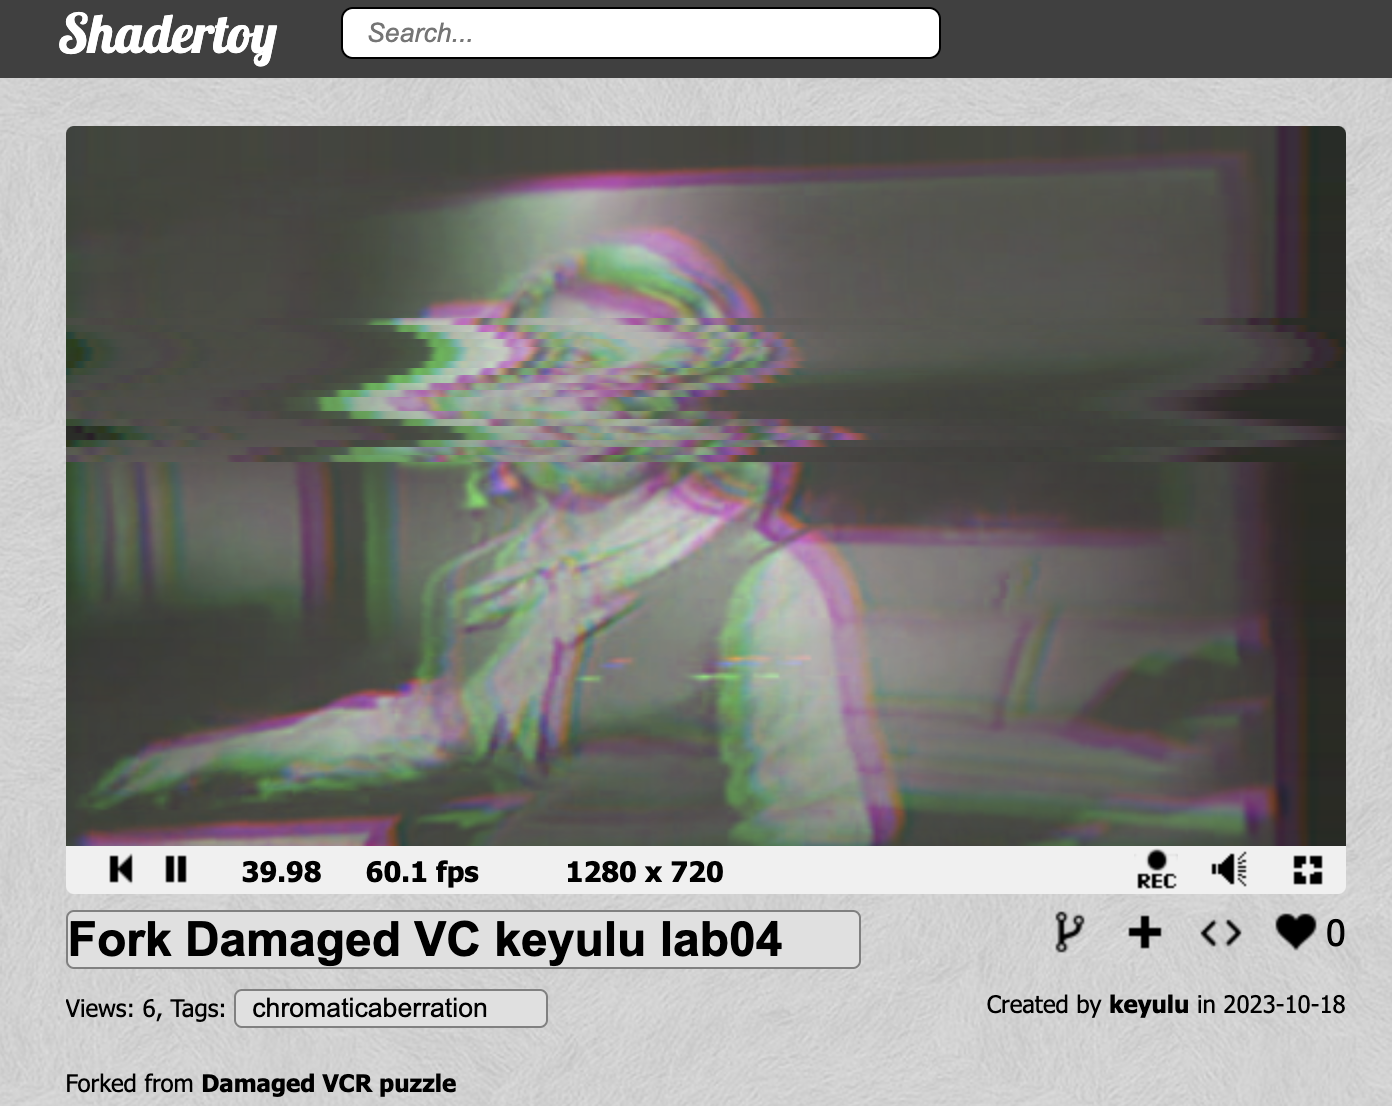 Shadertoy
Search...
39.98 60.1 fps 1280 x 720 REC
Fork Damaged VC keyulu lab04
0
Views: 6, Tags: chromaticaberration
Created by keyulu in 2023-10-18
Forked from Damaged VCR puzzle